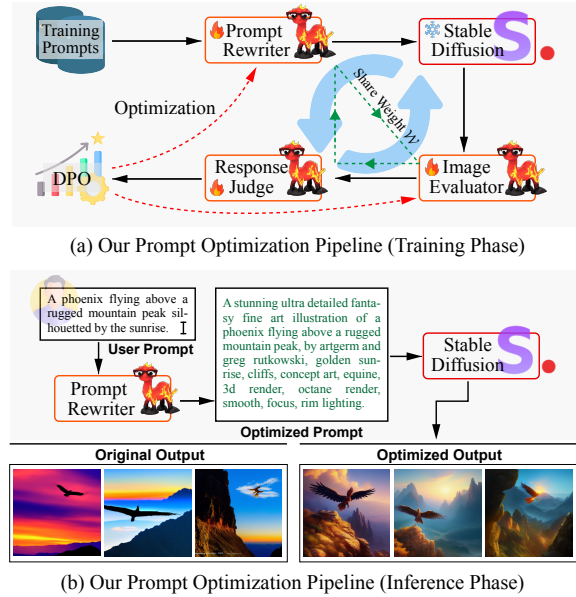 Training
Prompts
Prompt
Rewriter
Stable
Diffusion
S.
Optimization
Share Weight W
DPO
Response
Judge
Image
Evaluator
(a) Our Prompt Optimization Pipeline (Training Phase)
A phoenix flying above a
rugged mountain peak sil-
houetted by the sunrise.
User Prompt
Prompt
Rewriter
A stunning ultra detailed fanta-
sy fine art illustration of a
phoenix flying above a rugged
mountain peak, by artgerm and
greg rutkowski, golden sun-
rise, cliffs, concept art, equine,
3d render, octane render,
smooth, focus, rim lighting.
Optimized Prompt
Stable
Diffusion
S.
Original Output
Optimized Output
(b) Our Prompt Optimization Pipeline (Inference Phase)